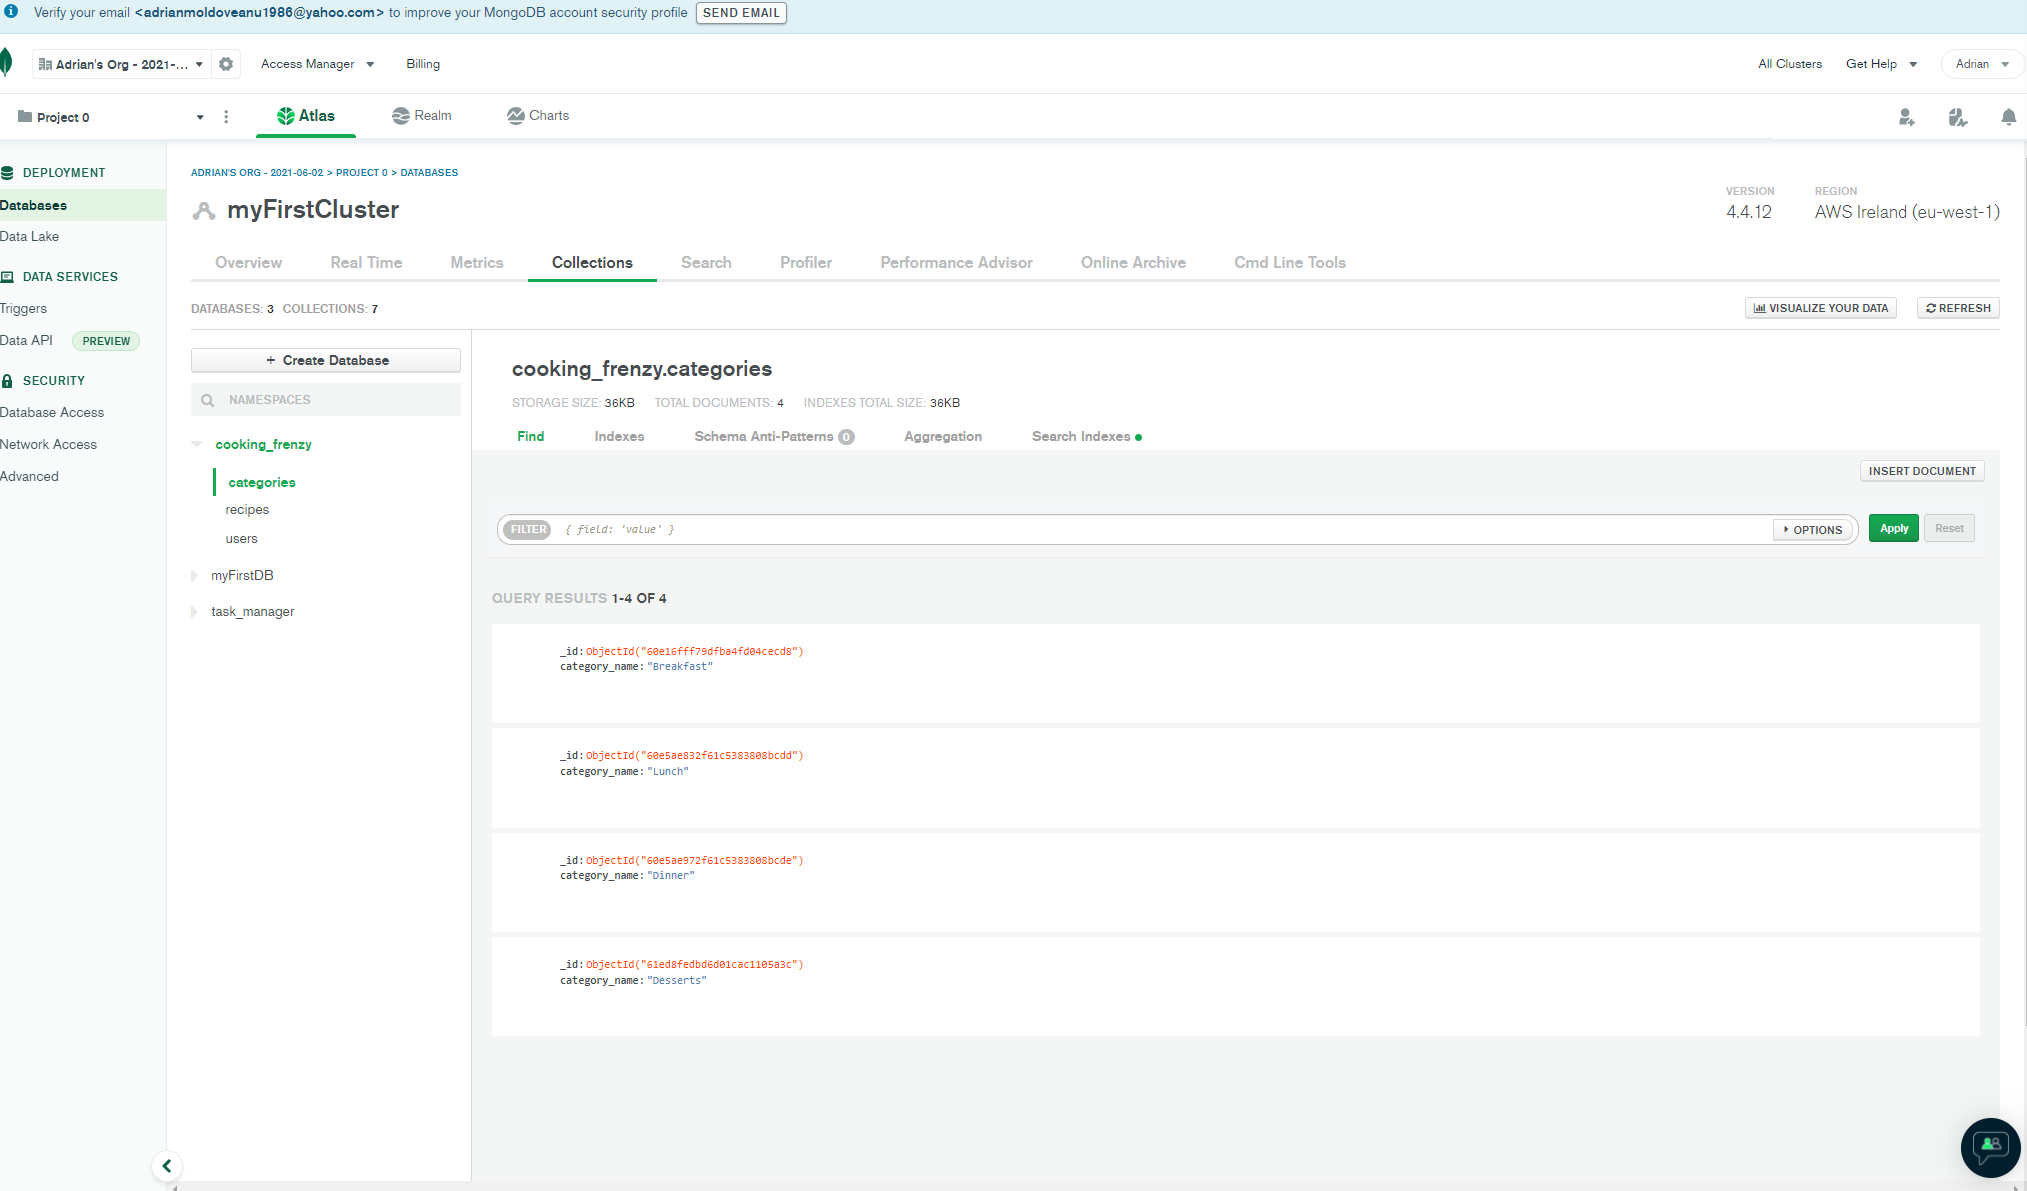 Verify your email <adrianmoldoveanu1986@yahoo.com> to improve your MongoDB account security profile SEND EMAIL
Adrian's Org - 2021-... Access Manager Billing All Clusters Get Help Adrian
Project 0 Atlas Realm Charts
DEPLOYMENT
Databases
Data Lake
DATA SERVICES
Triggers
Data API PREVIEW
SECURITY
Database Access
Network Access
Advanced
ADRIAN'S ORG - 2021-06-02 > PROJECT 0 > DATABASES
myFirstCluster
VERSION REGION
4.4.12 AWS Ireland (eu-west-1)
Overview Real Time Metrics Collections Search Profiler Performance Advisor Online Archive Cmd Line Tools
DATABASES: 3 COLLECTIONS: 7 VISUALIZE YOUR DATA REFRESH
+ Create Database
NAMESPACES
cooking_frenzy
categories
recipes
users
myFirstDB
task_manager
cooking_frenzy.categories
STORAGE SIZE: 36KB TOTAL DOCUMENTS: 4 INDEXES TOTAL SIZE: 36KB
Find Indexes Schema Anti-Patterns 0 Aggregation Search Indexes
INSERT DOCUMENT
FILTER { field: 'value' } OPTIONS Apply Reset
QUERY RESULTS 1-4 OF 4
_id: ObjectId("60e16fff79dfba4fd04cecd8")
category_name: "Breakfast"
_id: ObjectId("60e5ae832f61c5383808bcdd")
category_name: "Lunch"
_id: ObjectId("60e5ae972f61c5383808bcde")
category_name: "Dinner"
_id: ObjectId("61ed8fedbd6d01cac1105a3c")
category_name: "Desserts"